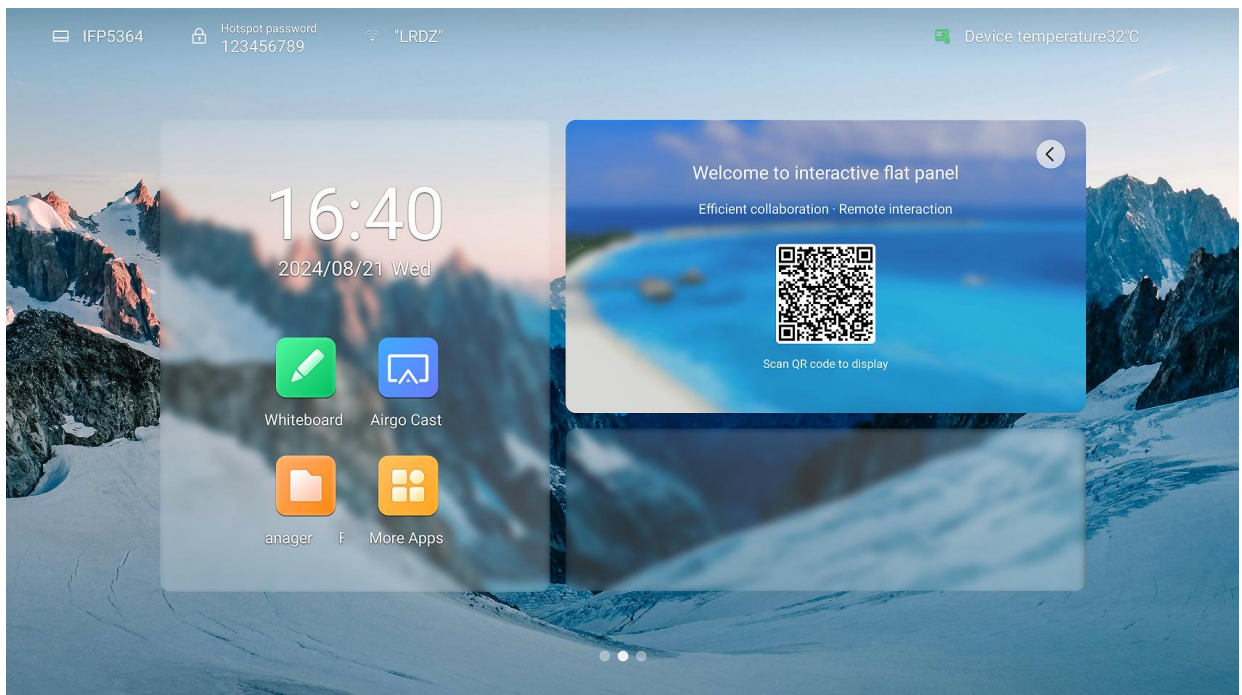 IFP5364
Hotspot password
123456789
"LRDZ"
Device temperature32°C
16:40
2024/08/21 Wed
Whiteboard
Airgo Cast
anager F
More Apps
Welcome to interactive flat panel
Efficient collaboration · Remote interaction
Scan QR code to display